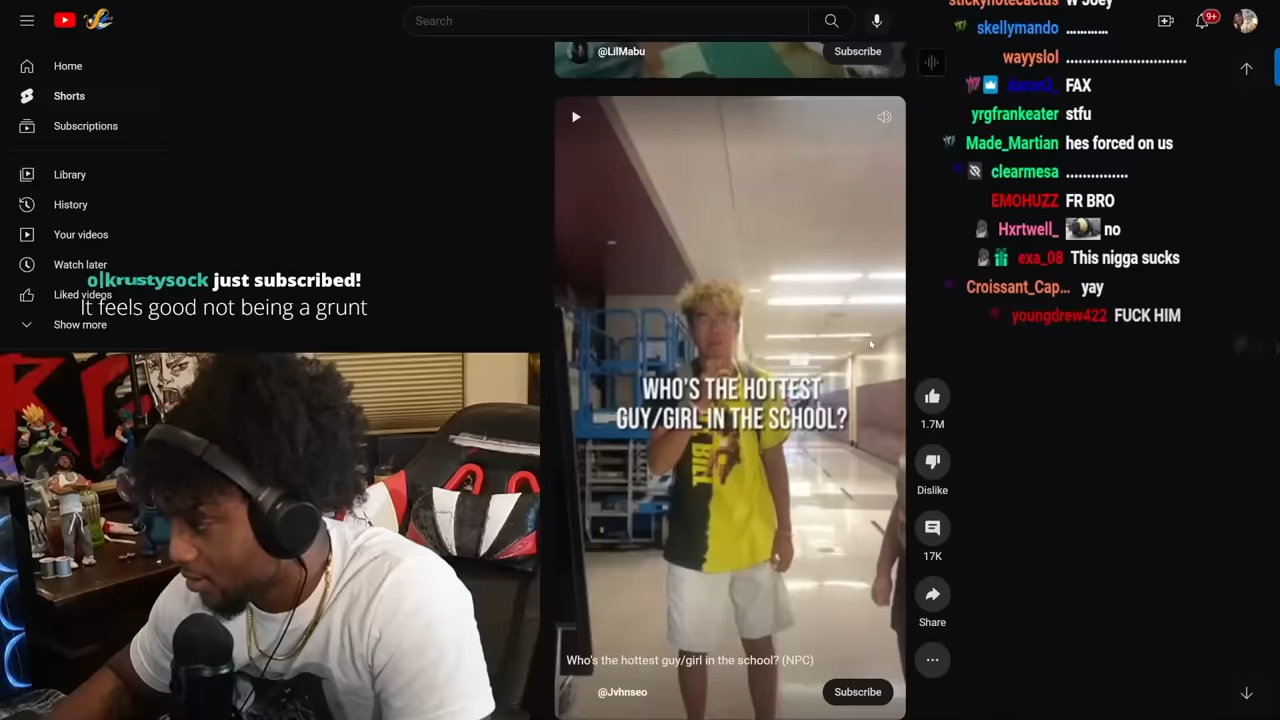 Search
9+
Home
Shorts
Subscriptions
Library
History
Your videos
Watch later
Liked videos
Show more
olkrustysock just subscribed!
It feels good not being a grunt
@LilMabu
Subscribe
WHO'S THE HOTTEST
GUY/GIRL IN THE SCHOOL?
Who's the hottest guy/girl in the school? (NPC)
@Jvhnseo
Subscribe
1.7M
Dislike
17K
Share
stickynotecactus W Joey
skellymando ............
wayyslol ..............................
daron3_ FAX
yrgfrankeater stfu
Made_Martian hes forced on us
clearmesa ...............
EMOHUZZ FR BRO
Hxrtwell_ no
exa_08 This nigga sucks
Croissant_Cap... yay
youngdrew422 FUCK HIM